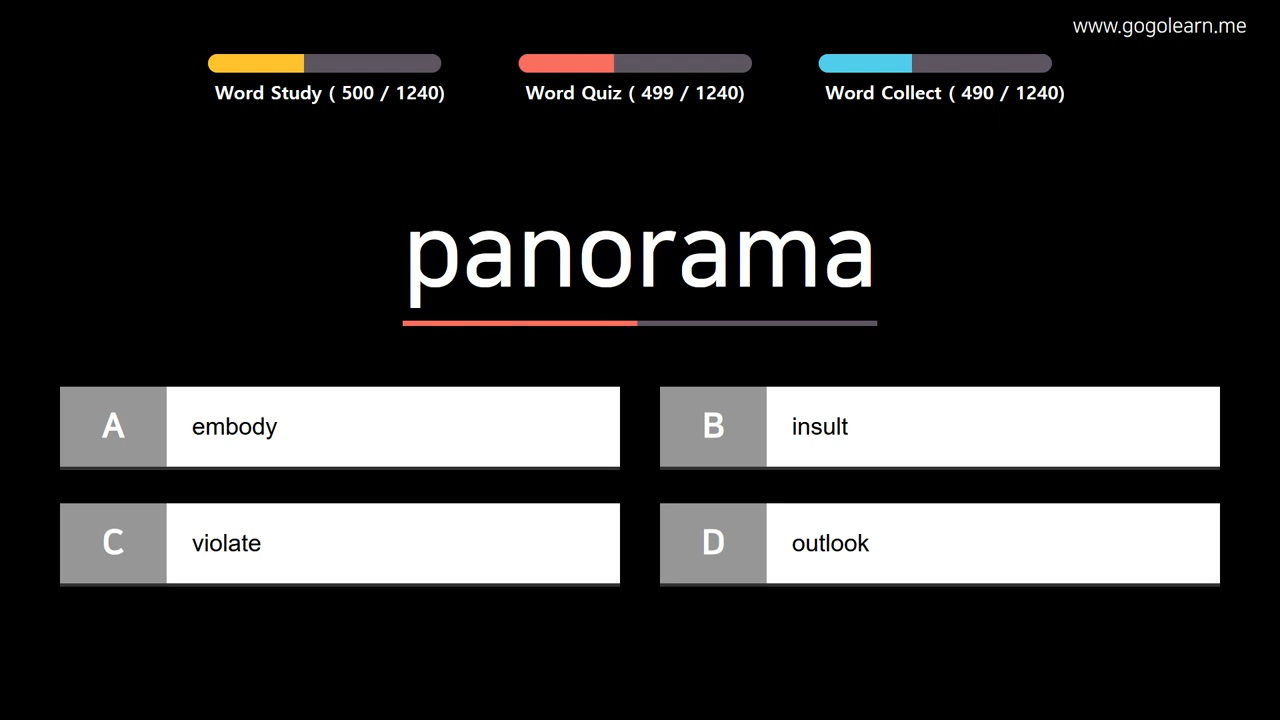 www.gogolearn.me
Word Study ( 500 / 1240)
Word Quiz ( 499 / 1240)
Word Collect ( 490 / 1240)
panorama
A
embody
B
insult
C
violate
D
outlook